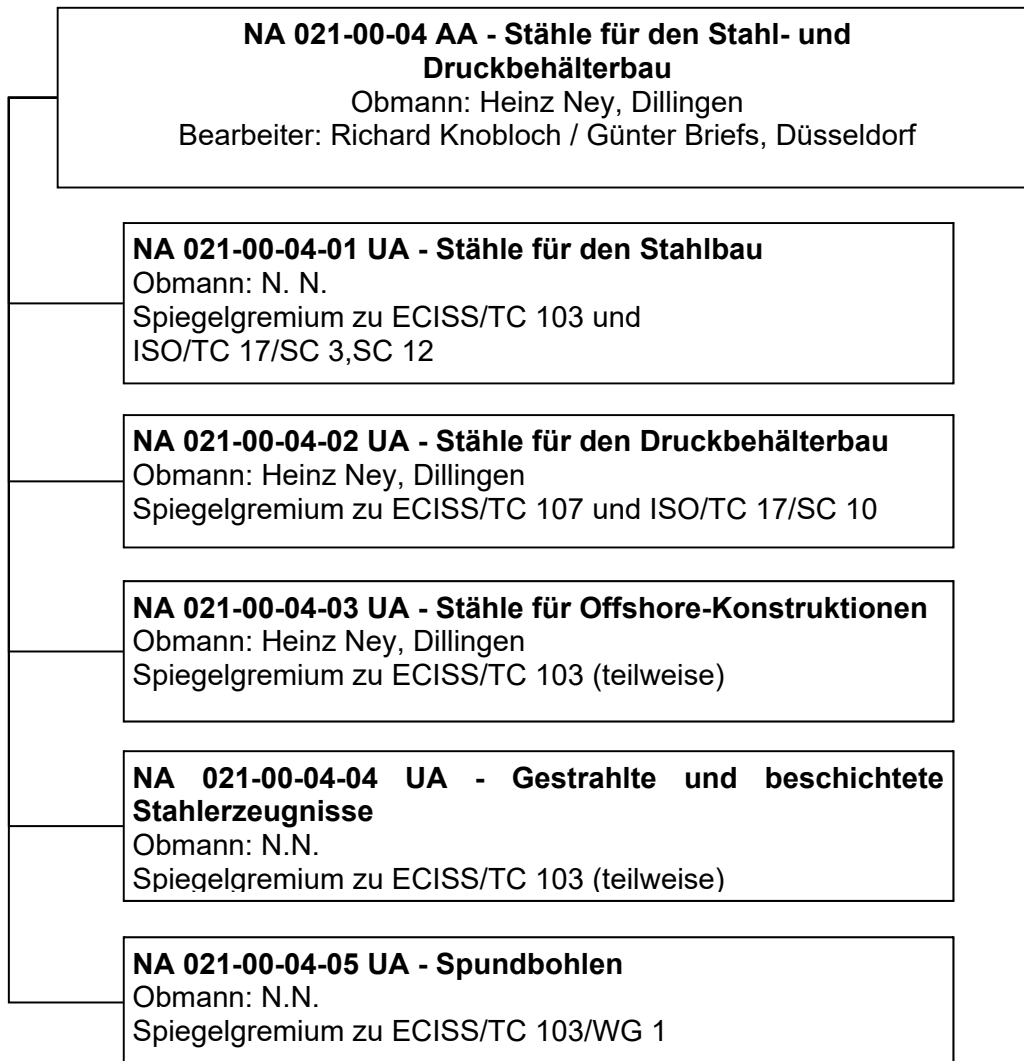 NA 021-00-04 AA - Stähle für den Stahl- und
Druckbehälterbau
Obmann: Heinz Ney, Dillingen
Bearbeiter: Richard Knobloch / Günter Briefs, Düsseldorf
NA 021-00-04-01 UA - Stähle für den Stahlbau
Obmann: N. N.
Spiegelgremium zu ECISS/TC 103 und
ISO/TC 17/SC 3,SC 12
NA 021-00-04-02 UA - Stähle für den Druckbehälterbau
Obmann: Heinz Ney, Dillingen
Spiegelgremium zu ECISS/TC 107 und ISO/TC 17/SC 10
NA 021-00-04-03 UA - Stähle für Offshore-Konstruktionen
Obmann: Heinz Ney, Dillingen
Spiegelgremium zu ECISS/TC 103 (teilweise)
NA 021-00-04-04 UA - Gestrahlte und beschichtete
Stahlerzeugnisse
Obmann: N.N.
Spiegelgremium zu ECISS/TC 103 (teilweise)
NA 021-00-04-05 UA - Spundbohlen
Obmann: N.N.
Spiegelgremium zu ECISS/TC 103/WG 1